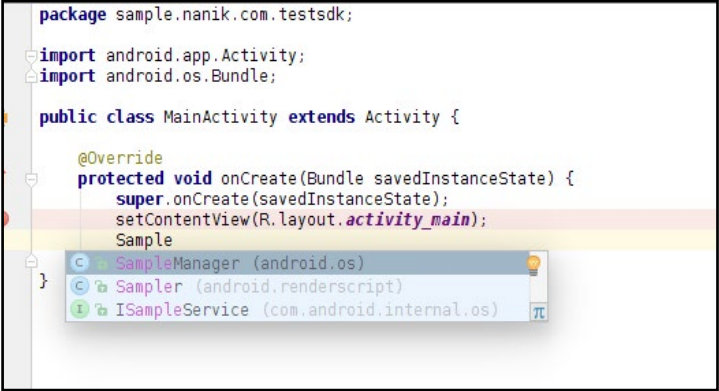 package sample.nanik.com.testsdk;
import android.app.Activity;
import android.os.Bundle;
public class MainActivity extends Activity {
@Override
protected void onCreate(Bundle savedInstanceState) {
super.onCreate(savedInstanceState);
setContentView(R.layout.activity_main);
Sample
C SampleManager (android.os)
C Sampler (android.renderscript)
}
I ISampleService (com.android.internal.os) π